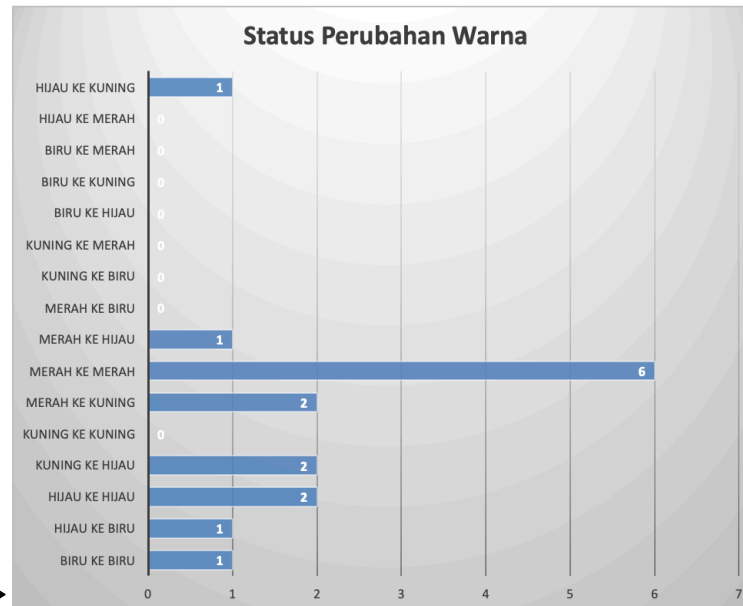 Status Perubahan Warna
HIJAU KE KUNING 1
HIJAU KE MERAH 0
BIRU KE MERAH 0
BIRU KE KUNING 0
BIRU KE HIJAU 0
KUNING KE MERAH 0
KUNING KE BIRU 0
MERAH KE BIRU 0
MERAH KE HIJAU 1
MERAH KE MERAH 6
MERAH KE KUNING 2
KUNING KE KUNING 0
KUNING KE HIJAU 2
HIJAU KE HIJAU 2
HIJAU KE BIRU 1
BIRU KE BIRU 1
0 1 2 3 4 5 6 7